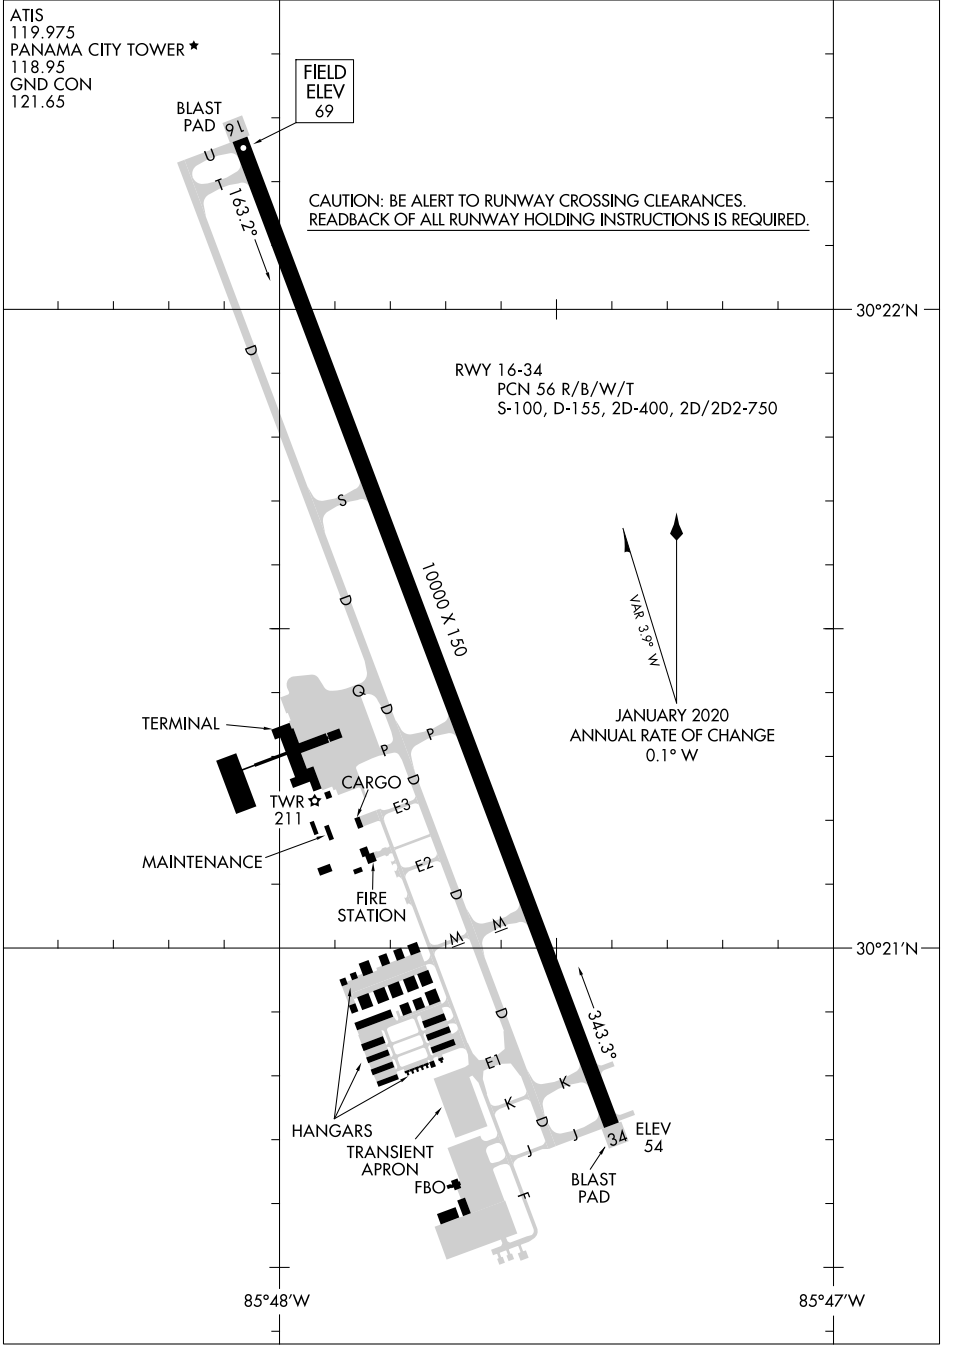 ATIS
119.975
PANAMA CITY TOWER
118.95
GND CON
121.65
FIELD
ELEV
69
BLAST
PAD
16
U
T
163.2°
CAUTION: BE ALERT TO RUNWAY CROSSING CLEARANCES.
READBACK OF ALL RUNWAY HOLDING INSTRUCTIONS IS REQUIRED.
30°22'N
D
RWY 16-34
PCN 56 R/B/W/T
S-100, D-155, 2D-400, 2D/2D2-750
S
D
10000 X 150
VAR 3.9° W
JANUARY 2020
ANNUAL RATE OF CHANGE
0.1° W
Q
D
P
P
D
TERMINAL
CARGO
TWR
211
E3
MAINTENANCE
E2
FIRE
STATION
D
M
M
30°21'N
D
343.3°
E1
K
K
D
J
J
HANGARS
TRANSIENT
APRON
FBO
F
34
ELEV
54
BLAST
PAD
85°48'W
85°47'W